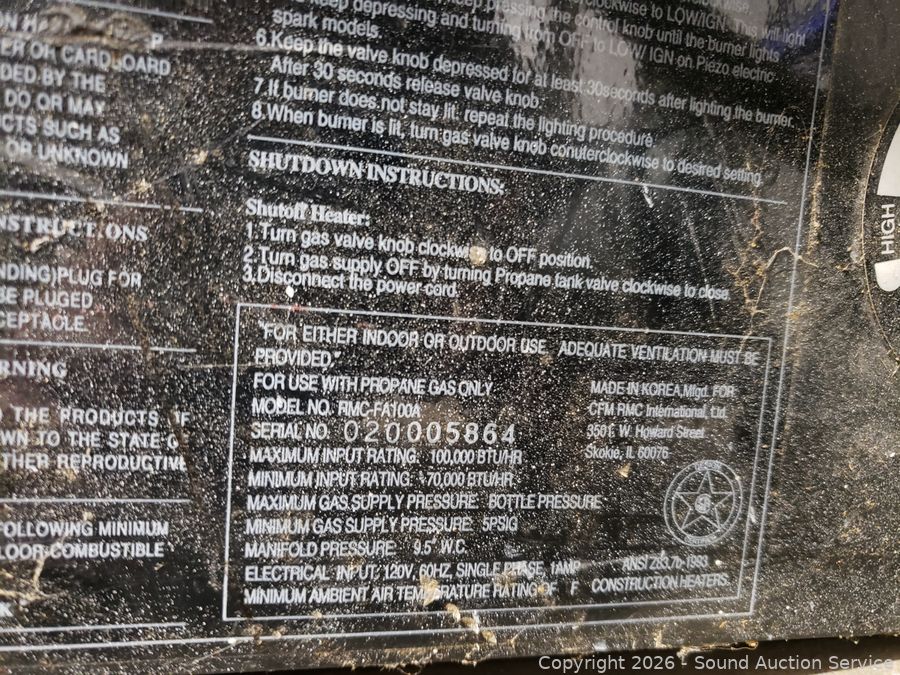 ER OR CARDBOARD
DED BY THE
DO OR MAY
CTS SUCH AS
OR UNKNOWN
NDING)PLUG FOR
BE PLUGED
CEPTACLE.
RNING
THE PRODUCTS IF
WN TO THE STATE
THER REPRODUCTIVE
FOLLOWING MINIMUM
LOOR COMBUSTIBLE
clockwise to LOW/IGN. This will light
keep depressing and turning from OFF to LOW/ IGN on Piezo electric
spark models.
6.Keep the valve knob depressed for at least 30seconds after lighting the burner.
After 30 seconds release valve knob.
7.If burner does not stay lit. repeat the lighting procedure.
8.When burner is lit, turn gas valve knob conuterclockwise to desired setting.
SHUTDOWN INSTRUCTIONS:
Shutoff Heater:
1.Turn gas valve knob clockwise to OFF position.
2.Turn gas supply OFF by turning Propane tank valve clockwise to close.
3.Disconnect the power cord.
"FOR EITHER INDOOR OR OUTDOOR USE. ADEQUATE VENTILATION MUST BE
PROVIDED."
FOR USE WITH PROPANE GAS ONLY.
MODEL NO. RMC-FA100A
SERIAL NO. 020005864
MAXIMUM INPUT RATING: 100,000 BTU/HR
MINIMUM INPUT RATING: 70,000 BTU/HR.
MAXIMUM GAS SUPPLY PRESSURE: BOTTLE PRESSURE
MINIMUM GAS SUPPLY PRESSURE: 5PSIG
MANIFOLD PRESSURE: 9.5" W.C.
ELECTRICAL INPUT: 120V, 60HZ, SINGLE PHASE, 1AMP
MINIMUM AMBIENT AIR TEMPERATURE RATING OF F
MADE IN KOREA,Mfgd. FOR
CFM RMC International, Ltd.
3501 W. Howard Street
Skokie, IL 60076
ANSI Z83.7b-1993
CONSTRUCTION HEATERS.
HIGH
Copyright 2026 - Sound Auction Service